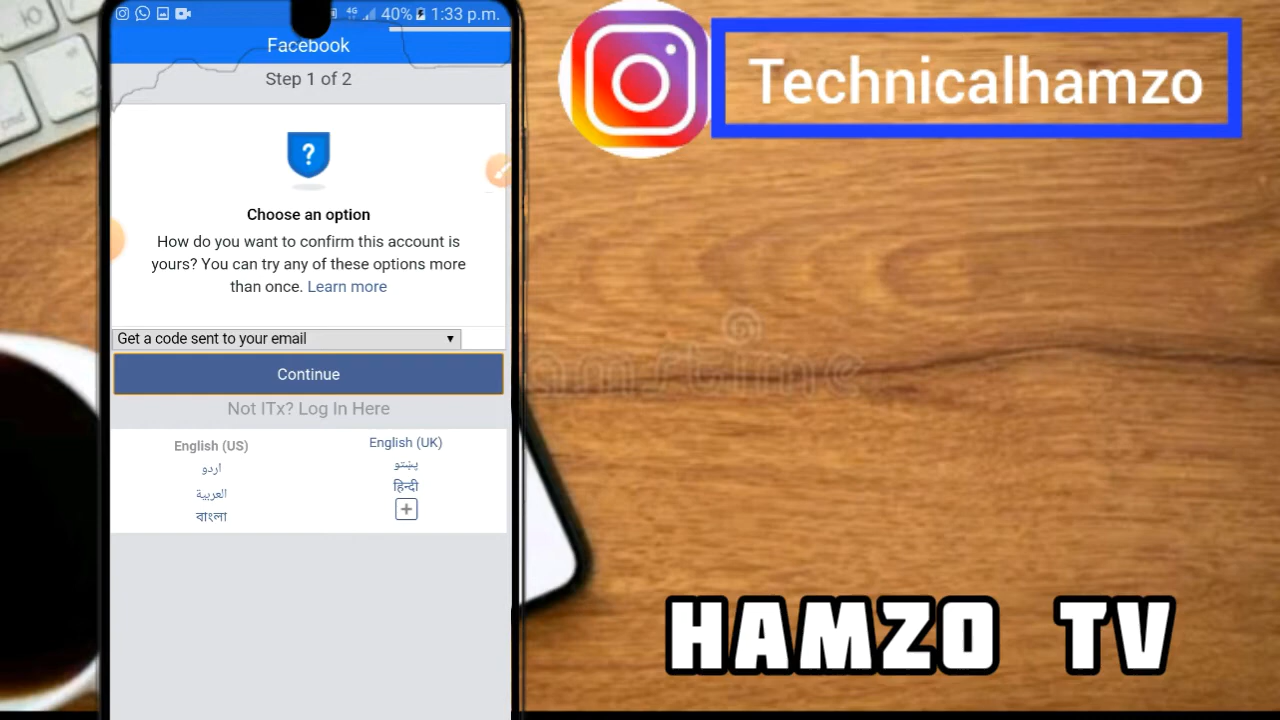 4G 40% 1:33 p.m.
Facebook
Step 1 of 2
?
Choose an option
How do you want to confirm this account is
yours? You can try any of these options more
than once. Learn more
Get a code sent to your email ▼
Continue
Not ITx? Log In Here
English (US)
English (UK)
اردو
پښتو
العربية
हिन्दी
বাংলা
+
Technicalhamzo
HAMZO TV